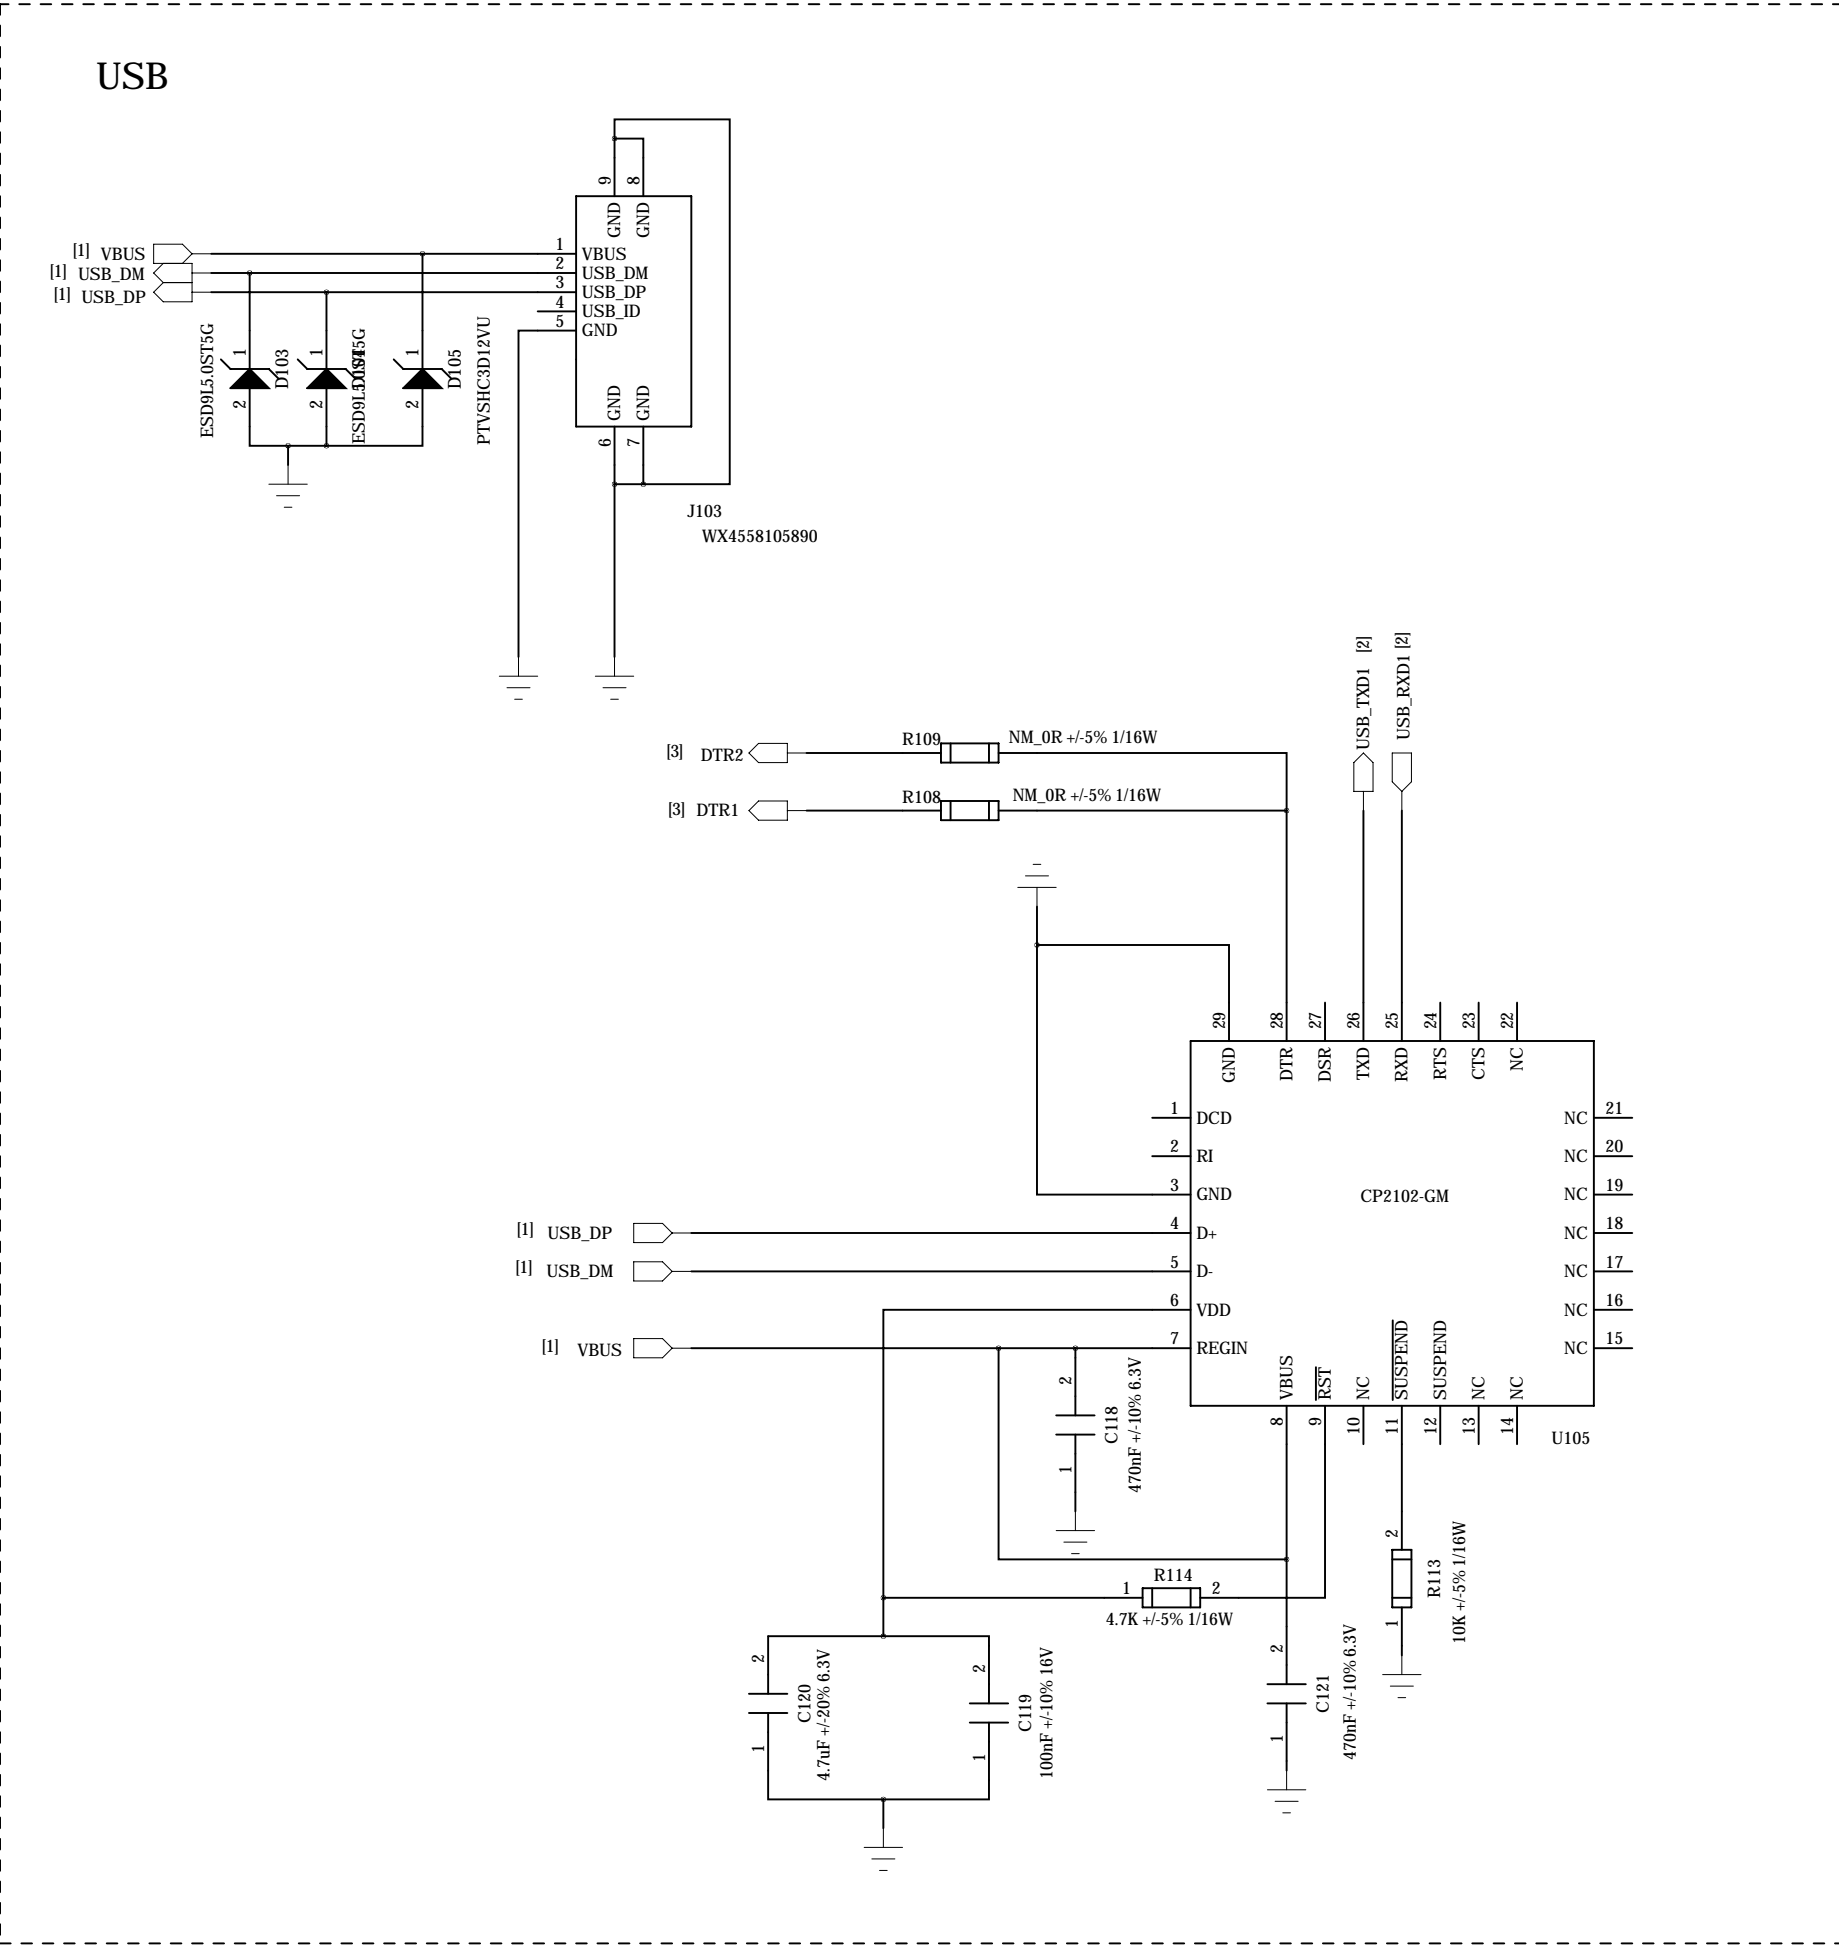 USB
9
8
GND
GND
[1] VBUS
1
VBUS
[1] USB_DM
2
USB_DM
[1] USB_DP
3
USB_DP
4
USB_ID
5
GND
ESD9L5.0ST5G
1
2
D103
1
2
1
2
D105
PTVSHC3D12VU
GND
GND
6
7
J103
WX4558105890
USB_TXD1 [2]
USB_RXD1 [2]
[3] DTR2
R109
NM_0R +/-5% 1/16W
[3] DTR1
R108
NM_0R +/-5% 1/16W
29
28
27
26
25
24
23
22
GND
DTR
DSR
TXD
RXD
RTS
CTS
NC
1
DCD
NC
21
2
RI
NC
20
3
GND
CP2102-GM
NC
19
[1] USB_DP
4
D+
NC
18
[1] USB_DM
5
D-
NC
17
6
VDD
NC
16
[1] VBUS
7
REGIN
NC
15
VBUS
RST
NC
SUSPEND
SUSPEND
NC
NC
8
9
10
11
12
13
14
U105
2
1
C118
470nF +/-10% 6.3V
2
1
R113
10K +/-5% 1/16W
R114
1
2
4.7K +/-5% 1/16W
2
1
C120
4.7uF +/-20% 6.3V
2
1
C119
100nF +/-10% 16V
2
1
C121
470nF +/-10% 6.3V